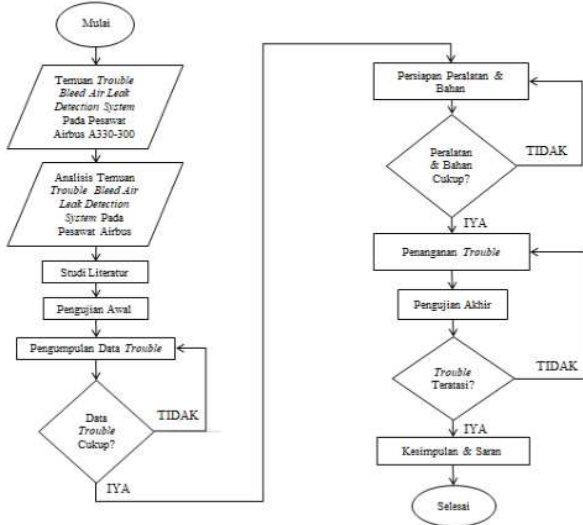 Mulai
Temuan Trouble
Bleed Air Leak
Detection System
Pada Pesawat
Airbus A330-300
Analisis Temuan
Trouble Bleed Air
Leak Detection
System Pada
Pesawat Airbus
Studi Literatur
Pengujian Awal
Pengumpulan Data Trouble
Data
Trouble
Cukup?
TIDAK
IYA
Persiapan Peralatan &
Bahan
Peralatan
& Bahan
Cukup?
TIDAK
IYA
Penanganan Trouble
Pengujian Akhir
Trouble
Teratasi?
TIDAK
IYA
Kesimpulan & Saran
Selesai